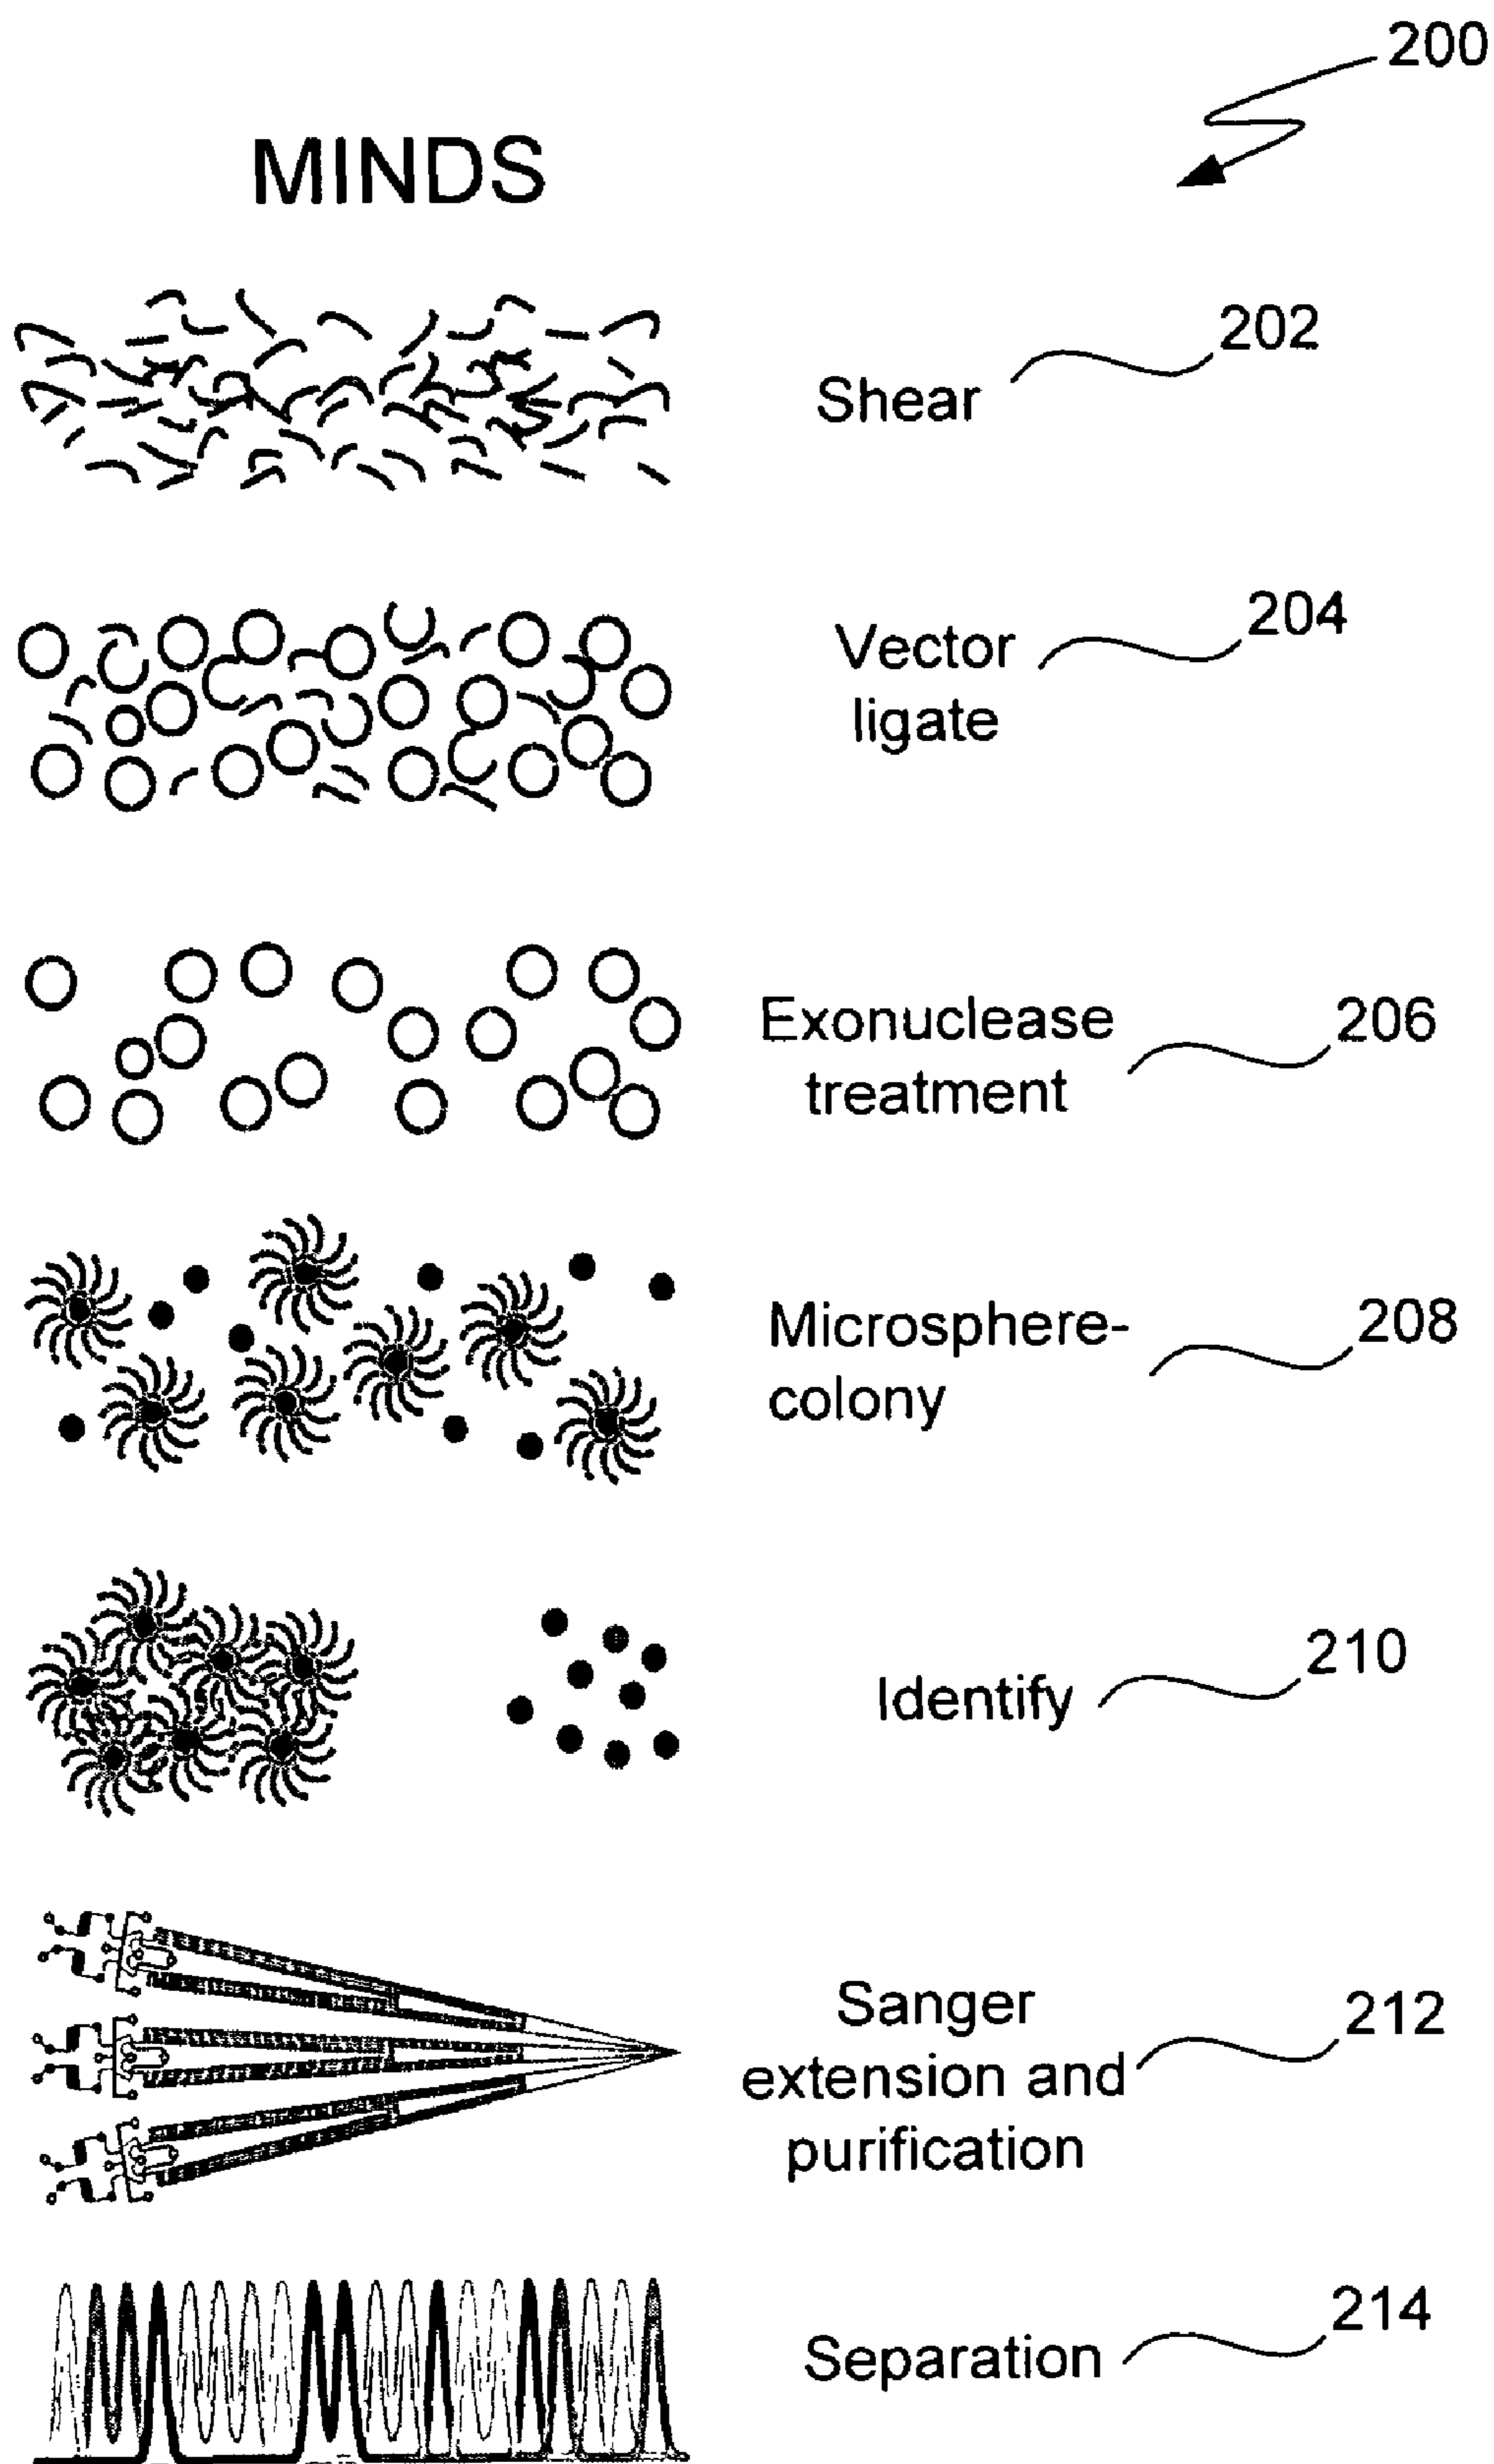 200
MINDS
202
Shear
204
Vector
ligate
206
Exonuclease
treatment
208
Microsphere-
colony
210
Identify
212
Sanger
extension and
purification
214
Separation